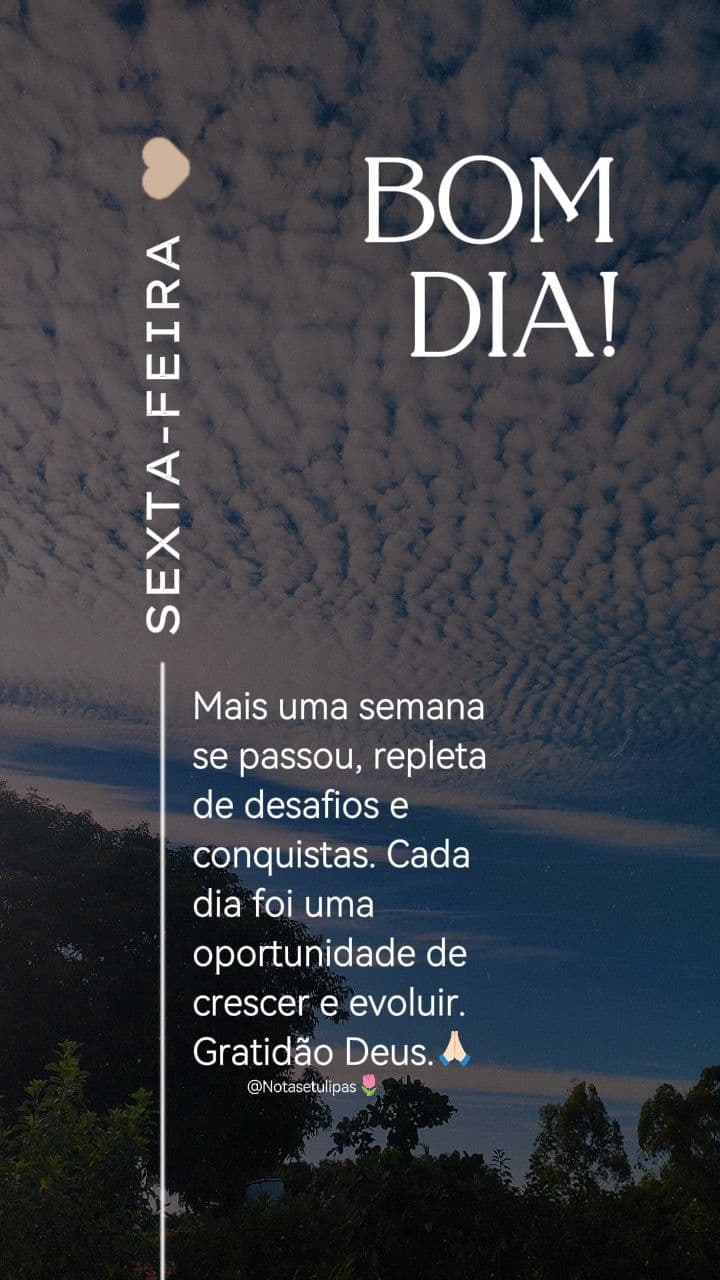 BOM
DIA!
SEXTA-FEIRA
Mais uma semana
se passou, repleta
de desafios e
conquistas. Cada
dia foi uma
oportunidade de
crescer e evoluir.
Gratidão Deus.🙏🏻
@Notasetulipas🌷